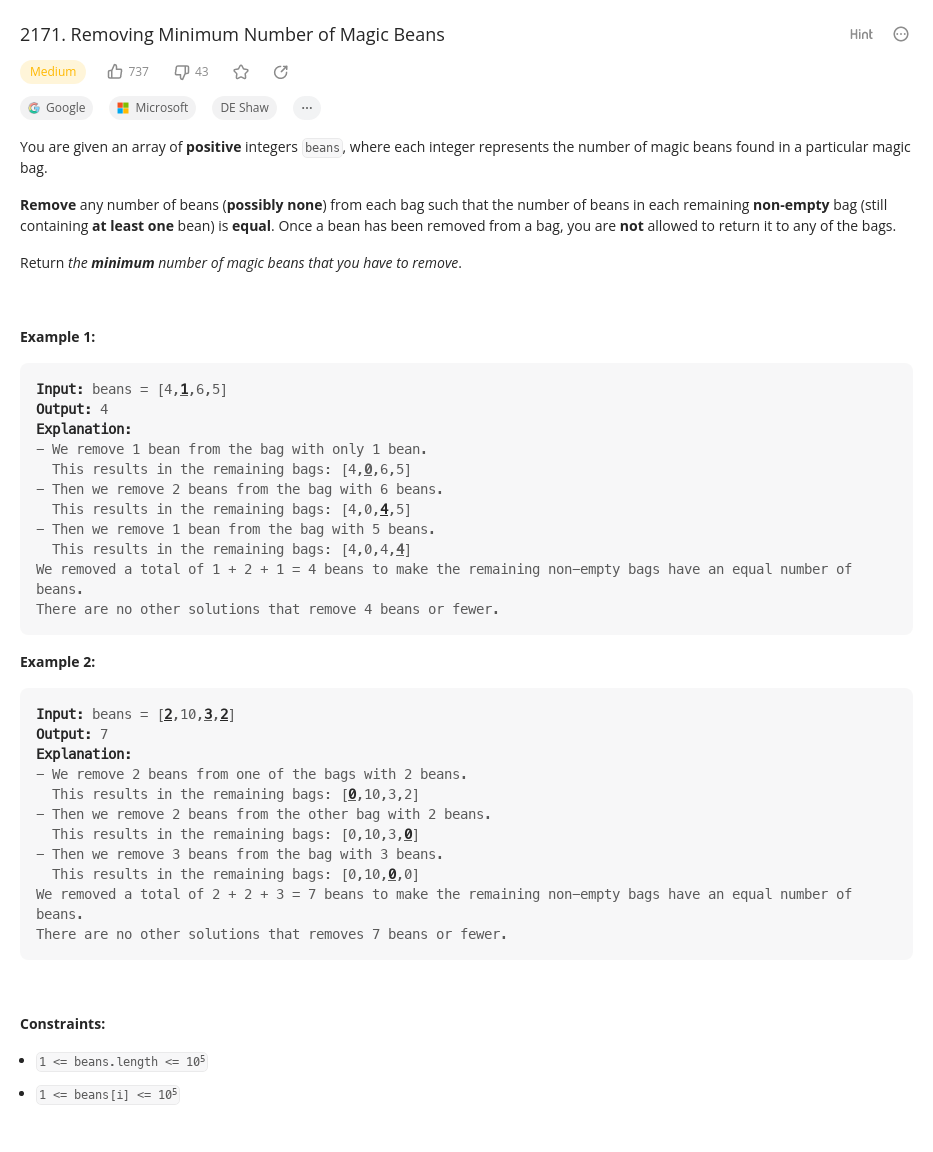 2171. Removing Minimum Number of Magic Beans
Hint
Medium 737 43
Google Microsoft DE Shaw ...
You are given an array of positive integers beans, where each integer represents the number of magic beans found in a particular magic
bag.
Remove any number of beans (possibly none) from each bag such that the number of beans in each remaining non-empty bag (still
containing at least one bean) is equal. Once a bean has been removed from a bag, you are not allowed to return it to any of the bags.
Return the minimum number of magic beans that you have to remove.
Example 1:
Input: beans = [4,1,6,5]
Output: 4
Explanation:
– We remove 1 bean from the bag with only 1 bean.
This results in the remaining bags: [4,0,6,5]
– Then we remove 2 beans from the bag with 6 beans.
This results in the remaining bags: [4,0,4,5]
– Then we remove 1 bean from the bag with 5 beans.
This results in the remaining bags: [4,0,4,4]
We removed a total of 1 + 2 + 1 = 4 beans to make the remaining non–empty bags have an equal number of
beans.
There are no other solutions that remove 4 beans or fewer.
Example 2:
Input: beans = [2,10,3,2]
Output: 7
Explanation:
– We remove 2 beans from one of the bags with 2 beans.
This results in the remaining bags: [0,10,3,2]
– Then we remove 2 beans from the other bag with 2 beans.
This results in the remaining bags: [0,10,3,0]
– Then we remove 3 beans from the bag with 3 beans.
This results in the remaining bags: [0,10,0,0]
We removed a total of 2 + 2 + 3 = 7 beans to make the remaining non–empty bags have an equal number of
beans.
There are no other solutions that removes 7 beans or fewer.
Constraints:
• 1 <= beans.length <= 10⁵
• 1 <= beans[i] <= 10⁵